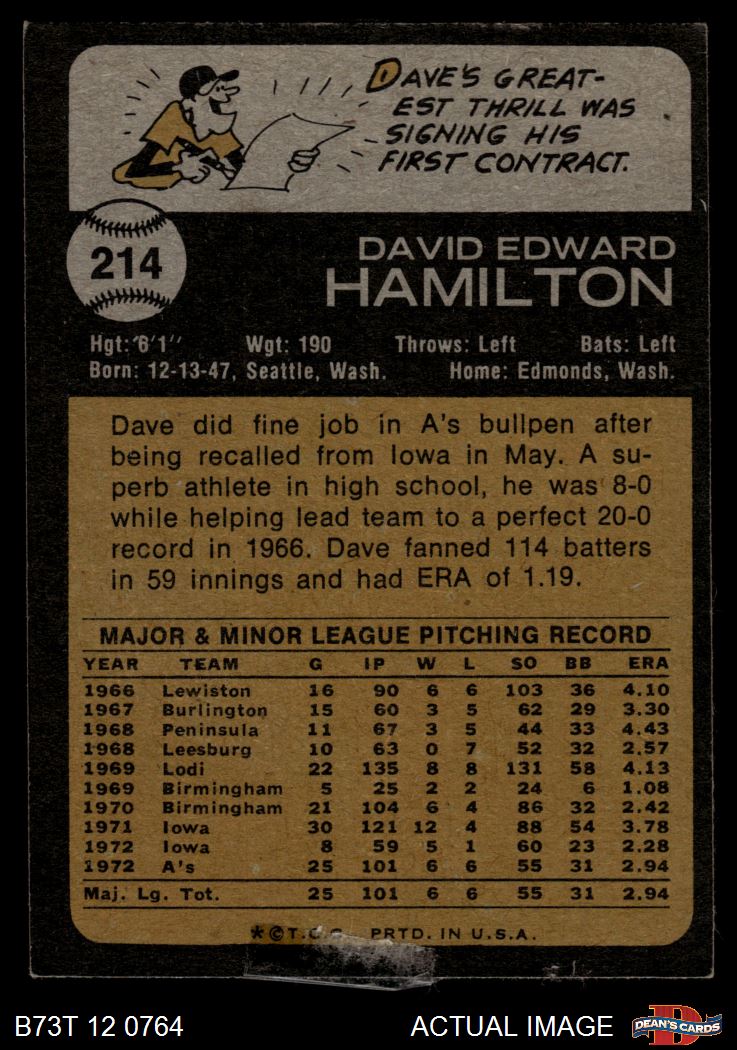 DAVE'S GREAT-
EST THRILL WAS
SIGNING HIS
FIRST CONTRACT.
214
DAVID EDWARD
HAMILTON
Hgt: 6'1" Wgt: 190 Throws: Left Bats: Left
Born: 12-13-47, Seattle, Wash. Home: Edmonds, Wash.
Dave did fine job in A's bullpen after
being recalled from Iowa in May. A su-
perb athlete in high school, he was 8-0
while helping lead team to a perfect 20-0
record in 1966. Dave fanned 114 batters
in 59 innings and had ERA of 1.19.
MAJOR & MINOR LEAGUE PITCHING RECORD
YEAR TEAM G IP W L SO BB ERA
1966 Lewiston 16 90 6 6 103 36 4.10
1967 Burlington 15 60 3 5 62 29 3.30
1968 Peninsula 11 67 3 5 44 33 4.43
1968 Leesburg 10 63 0 7 52 32 2.57
1969 Lodi 22 135 8 8 131 58 4.13
1969 Birmingham 5 25 2 2 24 6 1.08
1970 Birmingham 21 104 6 4 86 32 2.42
1971 Iowa 30 121 12 4 88 54 3.78
1972 Iowa 8 59 5 1 60 23 2.28
1972 A's 25 101 6 6 55 31 2.94
Maj. Lg. Tot. 25 101 6 6 55 31 2.94
*© T.C.G. PRTD. IN U.S.A.
B73T 12 0764 ACTUAL IMAGE DEAN'S CARDS